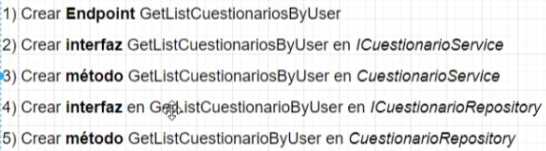 1) Crear Endpoint GetListCuestionariosByUser
2) Crear interfaz GetListCuestionariosByUser en ICuestionarioService
3) Crear método GetListCuestionariosByUser en CuestionarioService
4) Crear interfaz en GetListCuestionarioByUser en ICuestionarioRepository
5) Crear método GetListCuestionarioByUser en CuestionarioRepository